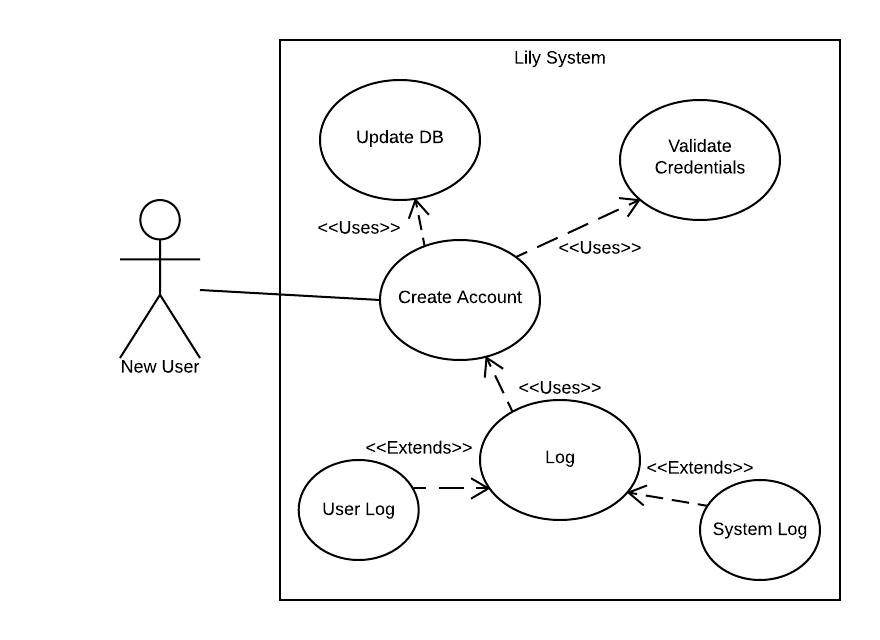 Lily System
Update DB
Validate
Credentials
<<Uses>>
<<Uses>>
Create Account
New User
<<Uses>>
<<Extends>>
Log
<<Extends>>
User Log
System Log